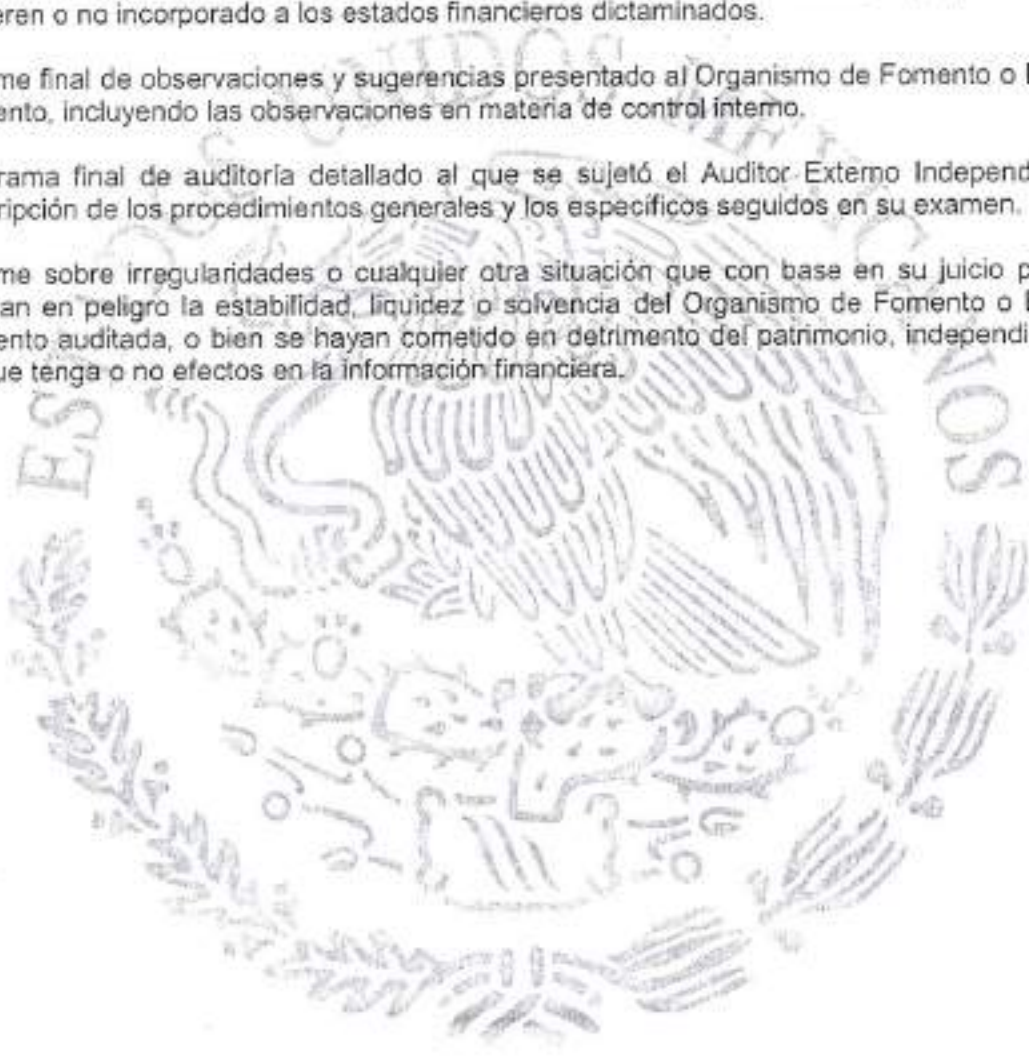 eren o no incorporado a los estados financieros dictaminados.
me final de observaciones y sugerencias presentado al Organismo de Fomento o
ento, incluyendo las observaciones en materia de control interno.
rama final de auditoría detallado al que se sujetó el Auditor Externo Independ
ripción de los procedimientos generales y los específicos seguidos en su examen.
me sobre irregularidades o cualquier otra situación que con base en su juicio p
an en peligro la estabilidad, liquidez o solvencia del Organismo de Fomento o
ento auditada, o bien se hayan cometido en detrimento del patrimonio, independi
ue tenga o no efectos en la información financiera.
ES OS UNIDOS MEXICANOS